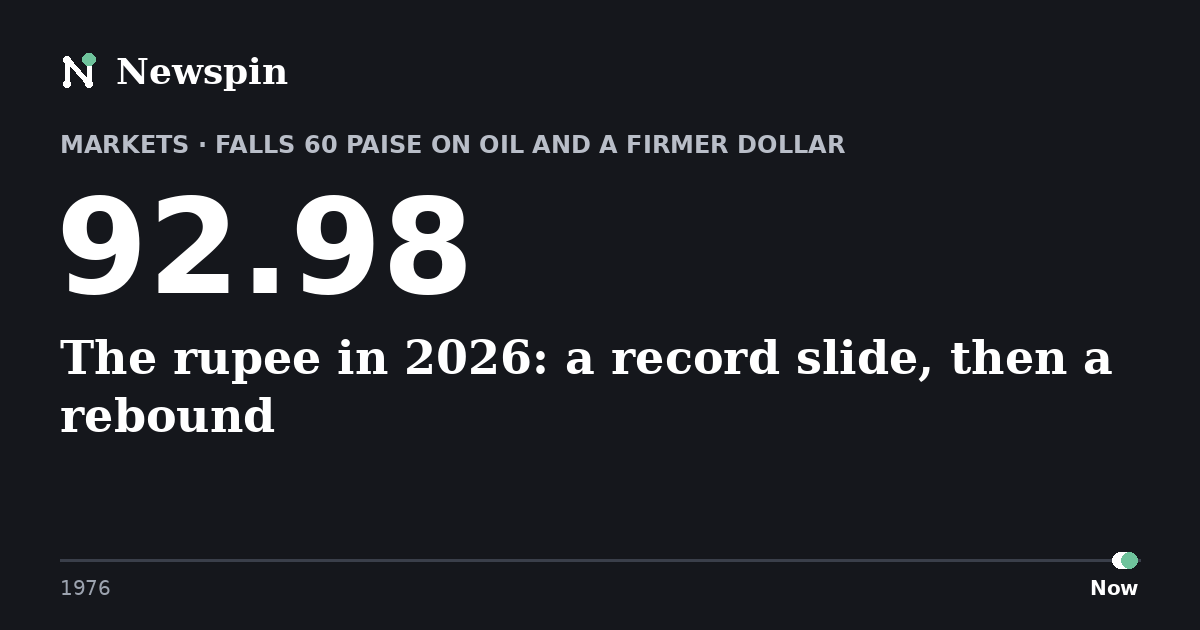 Newspin
MARKETS · FALLS 60 PAISE ON OIL AND A FIRMER DOLLAR
92.98
The rupee in 2026: a record slide, then a
rebound
1976
Now